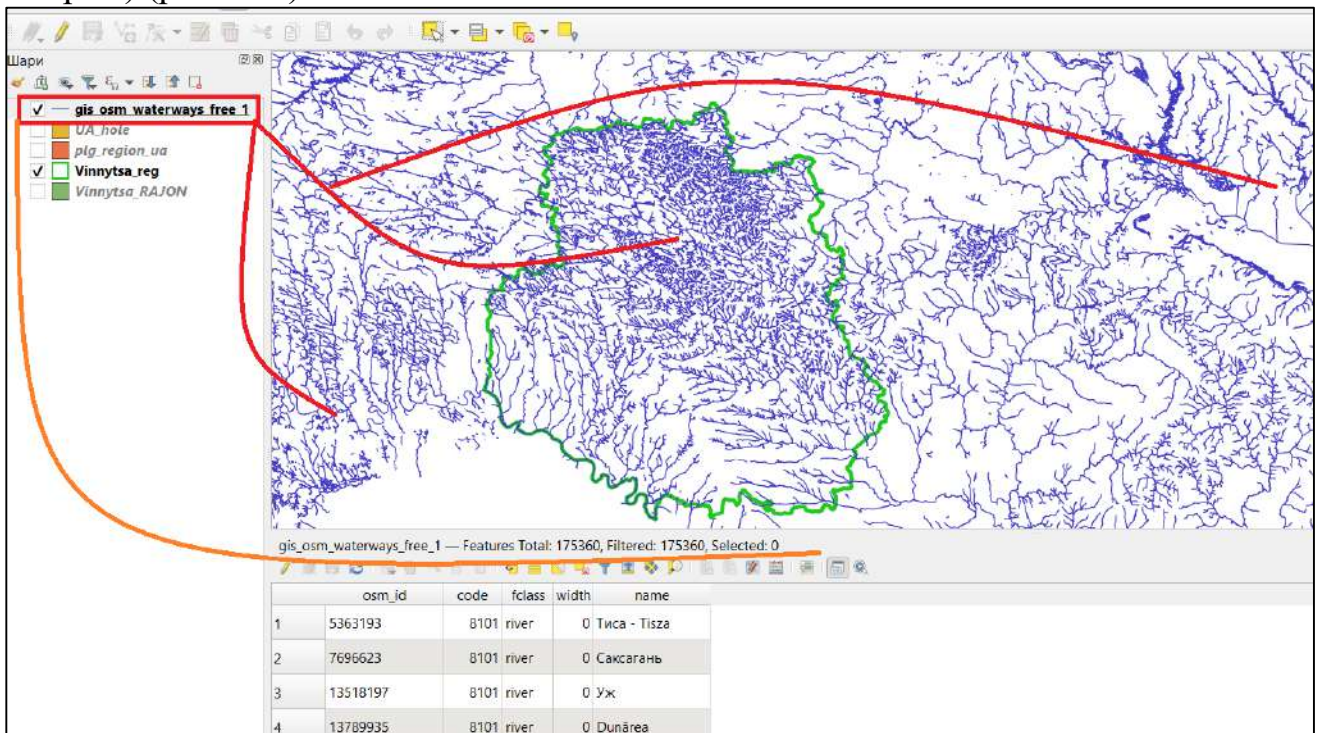 Шари
gis_osm_waterways_free_1
UA_hole
plg_region_ua
Vinnytsa_reg
Vinnytsa_RAJON
gis_osm_waterways_free_1 — Features Total: 175360, Filtered: 175360, Selected: 0
osm_id code fclass width name
1 5363193 8101 river 0 Тиса - Tisza
2 7696623 8101 river 0 Саксагань
3 13518197 8101 river 0 Уж
4 13789935 8101 river 0 Dunărea